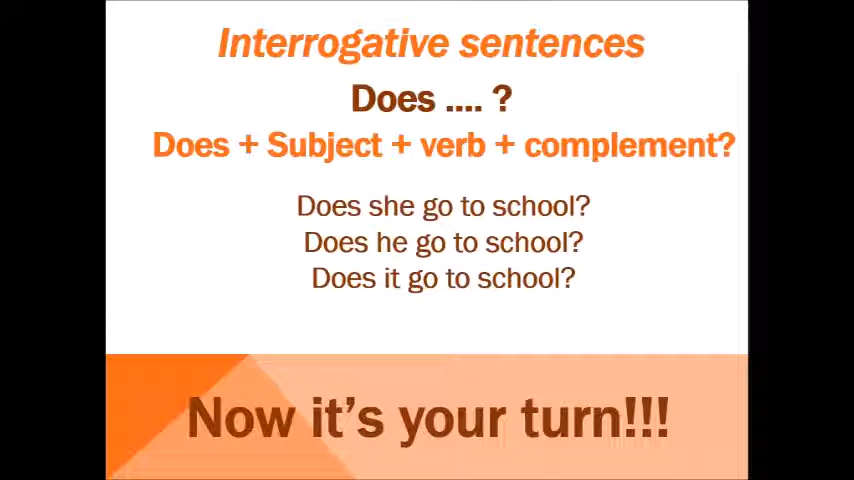 Interrogative sentences
Does .... ?
Does + Subject + verb + complement?
Does she go to school?
Does he go to school?
Does it go to school?
Now it’s your turn!!!